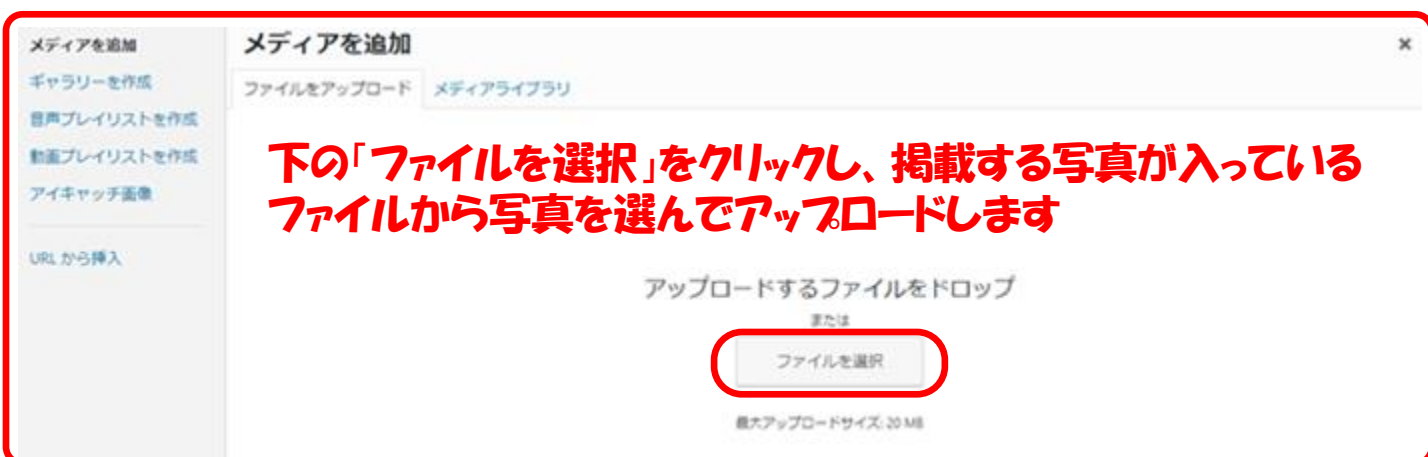 メディアを追加
ギャラリーを作成
音声プレイリストを作成
動画プレイリストを作成
アイキャッチ画像
URL から挿入
メディアを追加
×
ファイルをアップロード メディアライブラリ
下の「ファイルを選択」をクリックし、掲載する写真が入っている
ファイルから写真を選んでアップロードします
アップロードするファイルをドロップ
または
ファイルを選択
最大アップロードサイズ: 20 MB